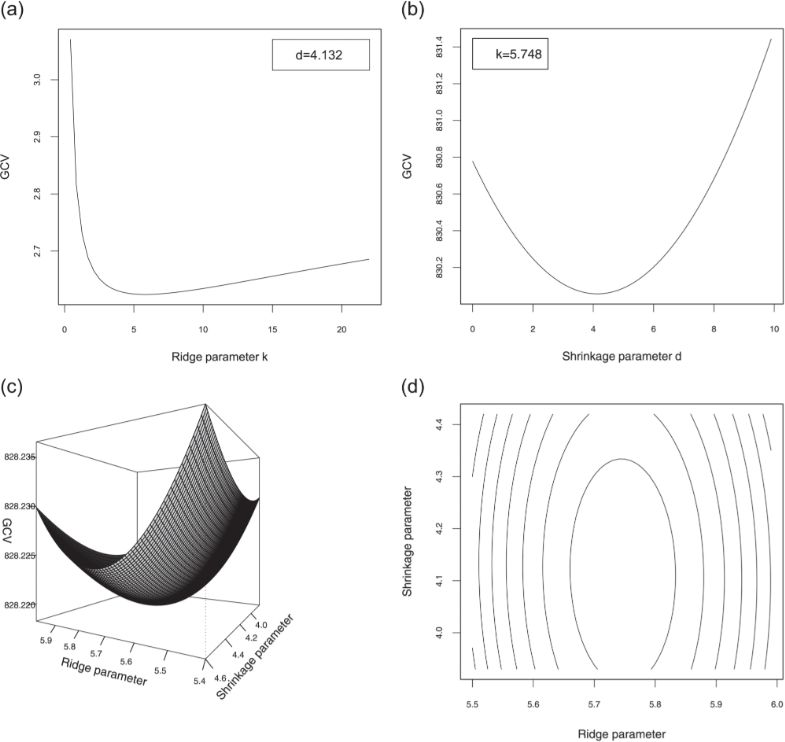 (a)
d=4.132
GCV
3.0
2.9
2.8
2.7
0 5 10 15 20
Ridge parameter k
(b)
k=5.748
GCV
831.4
831.2
831.0
830.8
830.6
830.4
830.2
0 2 4 6 8 10
Shrinkage parameter d
(c)
828.235
828.230
GCV
828.225
828.220
5.9 5.8 5.7 5.6 5.5 5.4
Ridge parameter
4.0
4.2
4.4
4.6
Shrinkage parameter
(d)
Shrinkage parameter
4.4
4.3
4.2
4.1
4.0
5.5 5.6 5.7 5.8 5.9 6.0
Ridge parameter